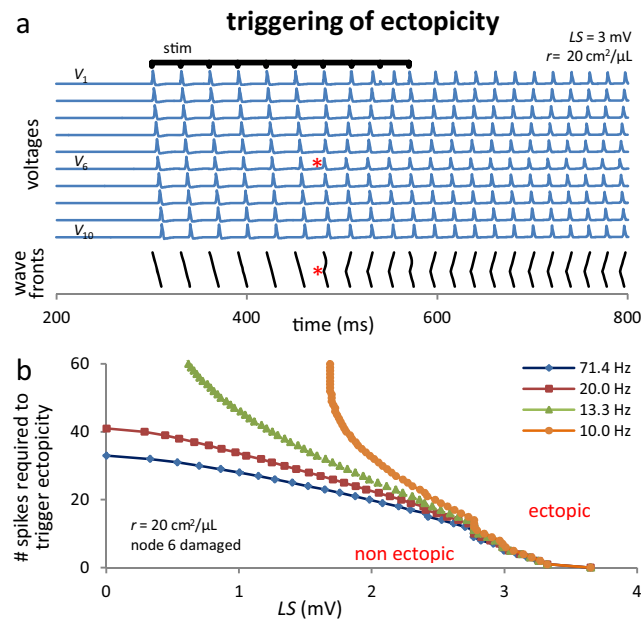 a
triggering of ectopicity
LS = 3 mV
r = 20 cm²/µL
stim
V₁
V₆
V₁₀
*
*
voltages
wave fronts
200
400
600
800
time (ms)
b
60
40
20
0
# spikes required to trigger ectopicity
71.4 Hz
20.0 Hz
13.3 Hz
10.0 Hz
ectopic
non ectopic
r = 20 cm²/µL
node 6 damaged
0
1
2
3
4
LS (mV)